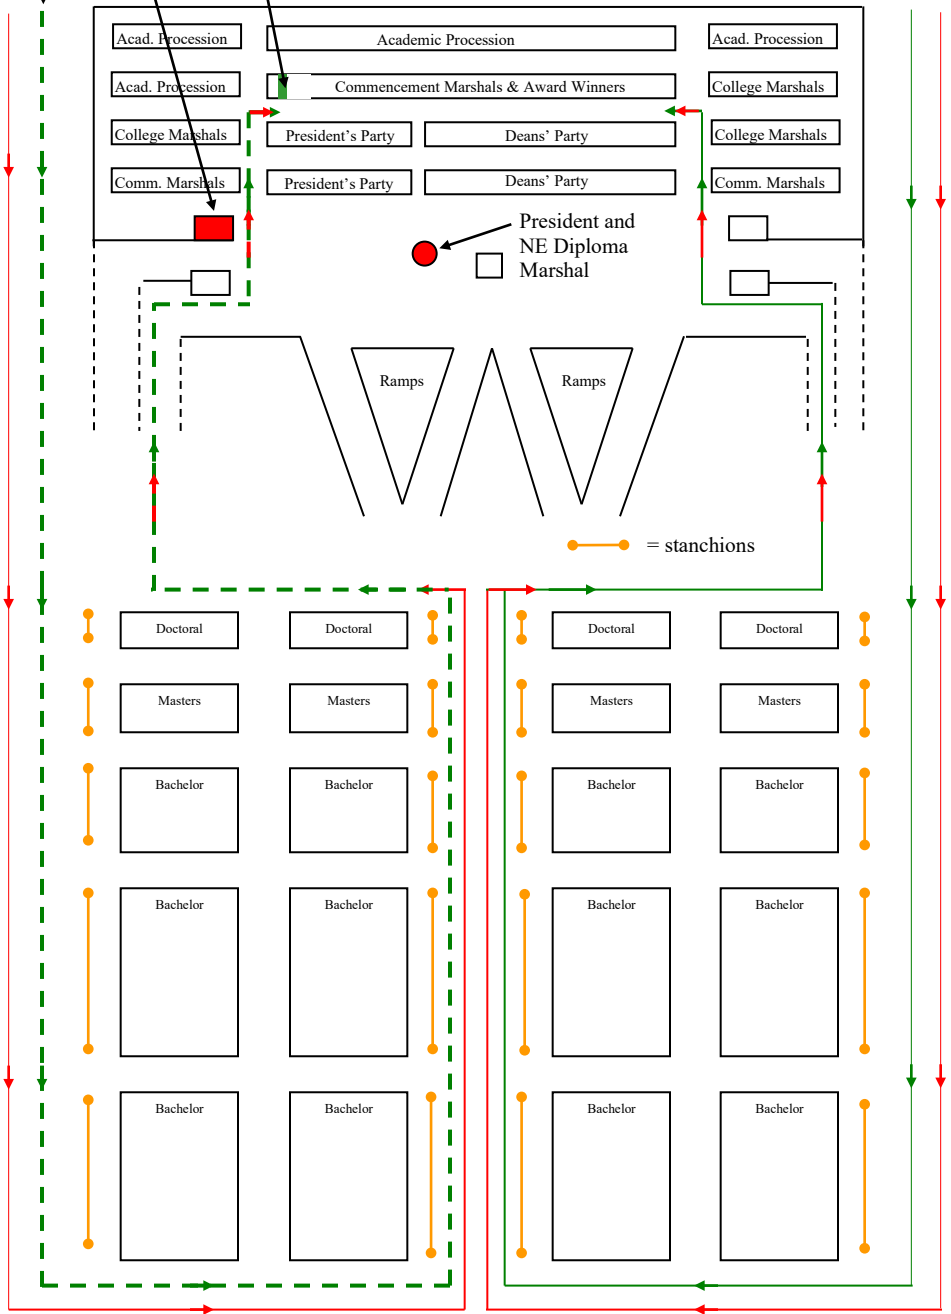 Acad. Procession
Academic Procession
Acad. Procession
Acad. Procession
Commencement Marshals & Award Winners
College Marshals
College Marshals
President’s Party
Deans’ Party
College Marshals
Comm. Marshals
President’s Party
Deans’ Party
Comm. Marshals
President and
NE Diploma
Marshal
Ramps
Ramps
= stanchions
Doctoral
Doctoral
Doctoral
Doctoral
Masters
Masters
Masters
Masters
Bachelor
Bachelor
Bachelor
Bachelor
Bachelor
Bachelor
Bachelor
Bachelor
Bachelor
Bachelor
Bachelor
Bachelor